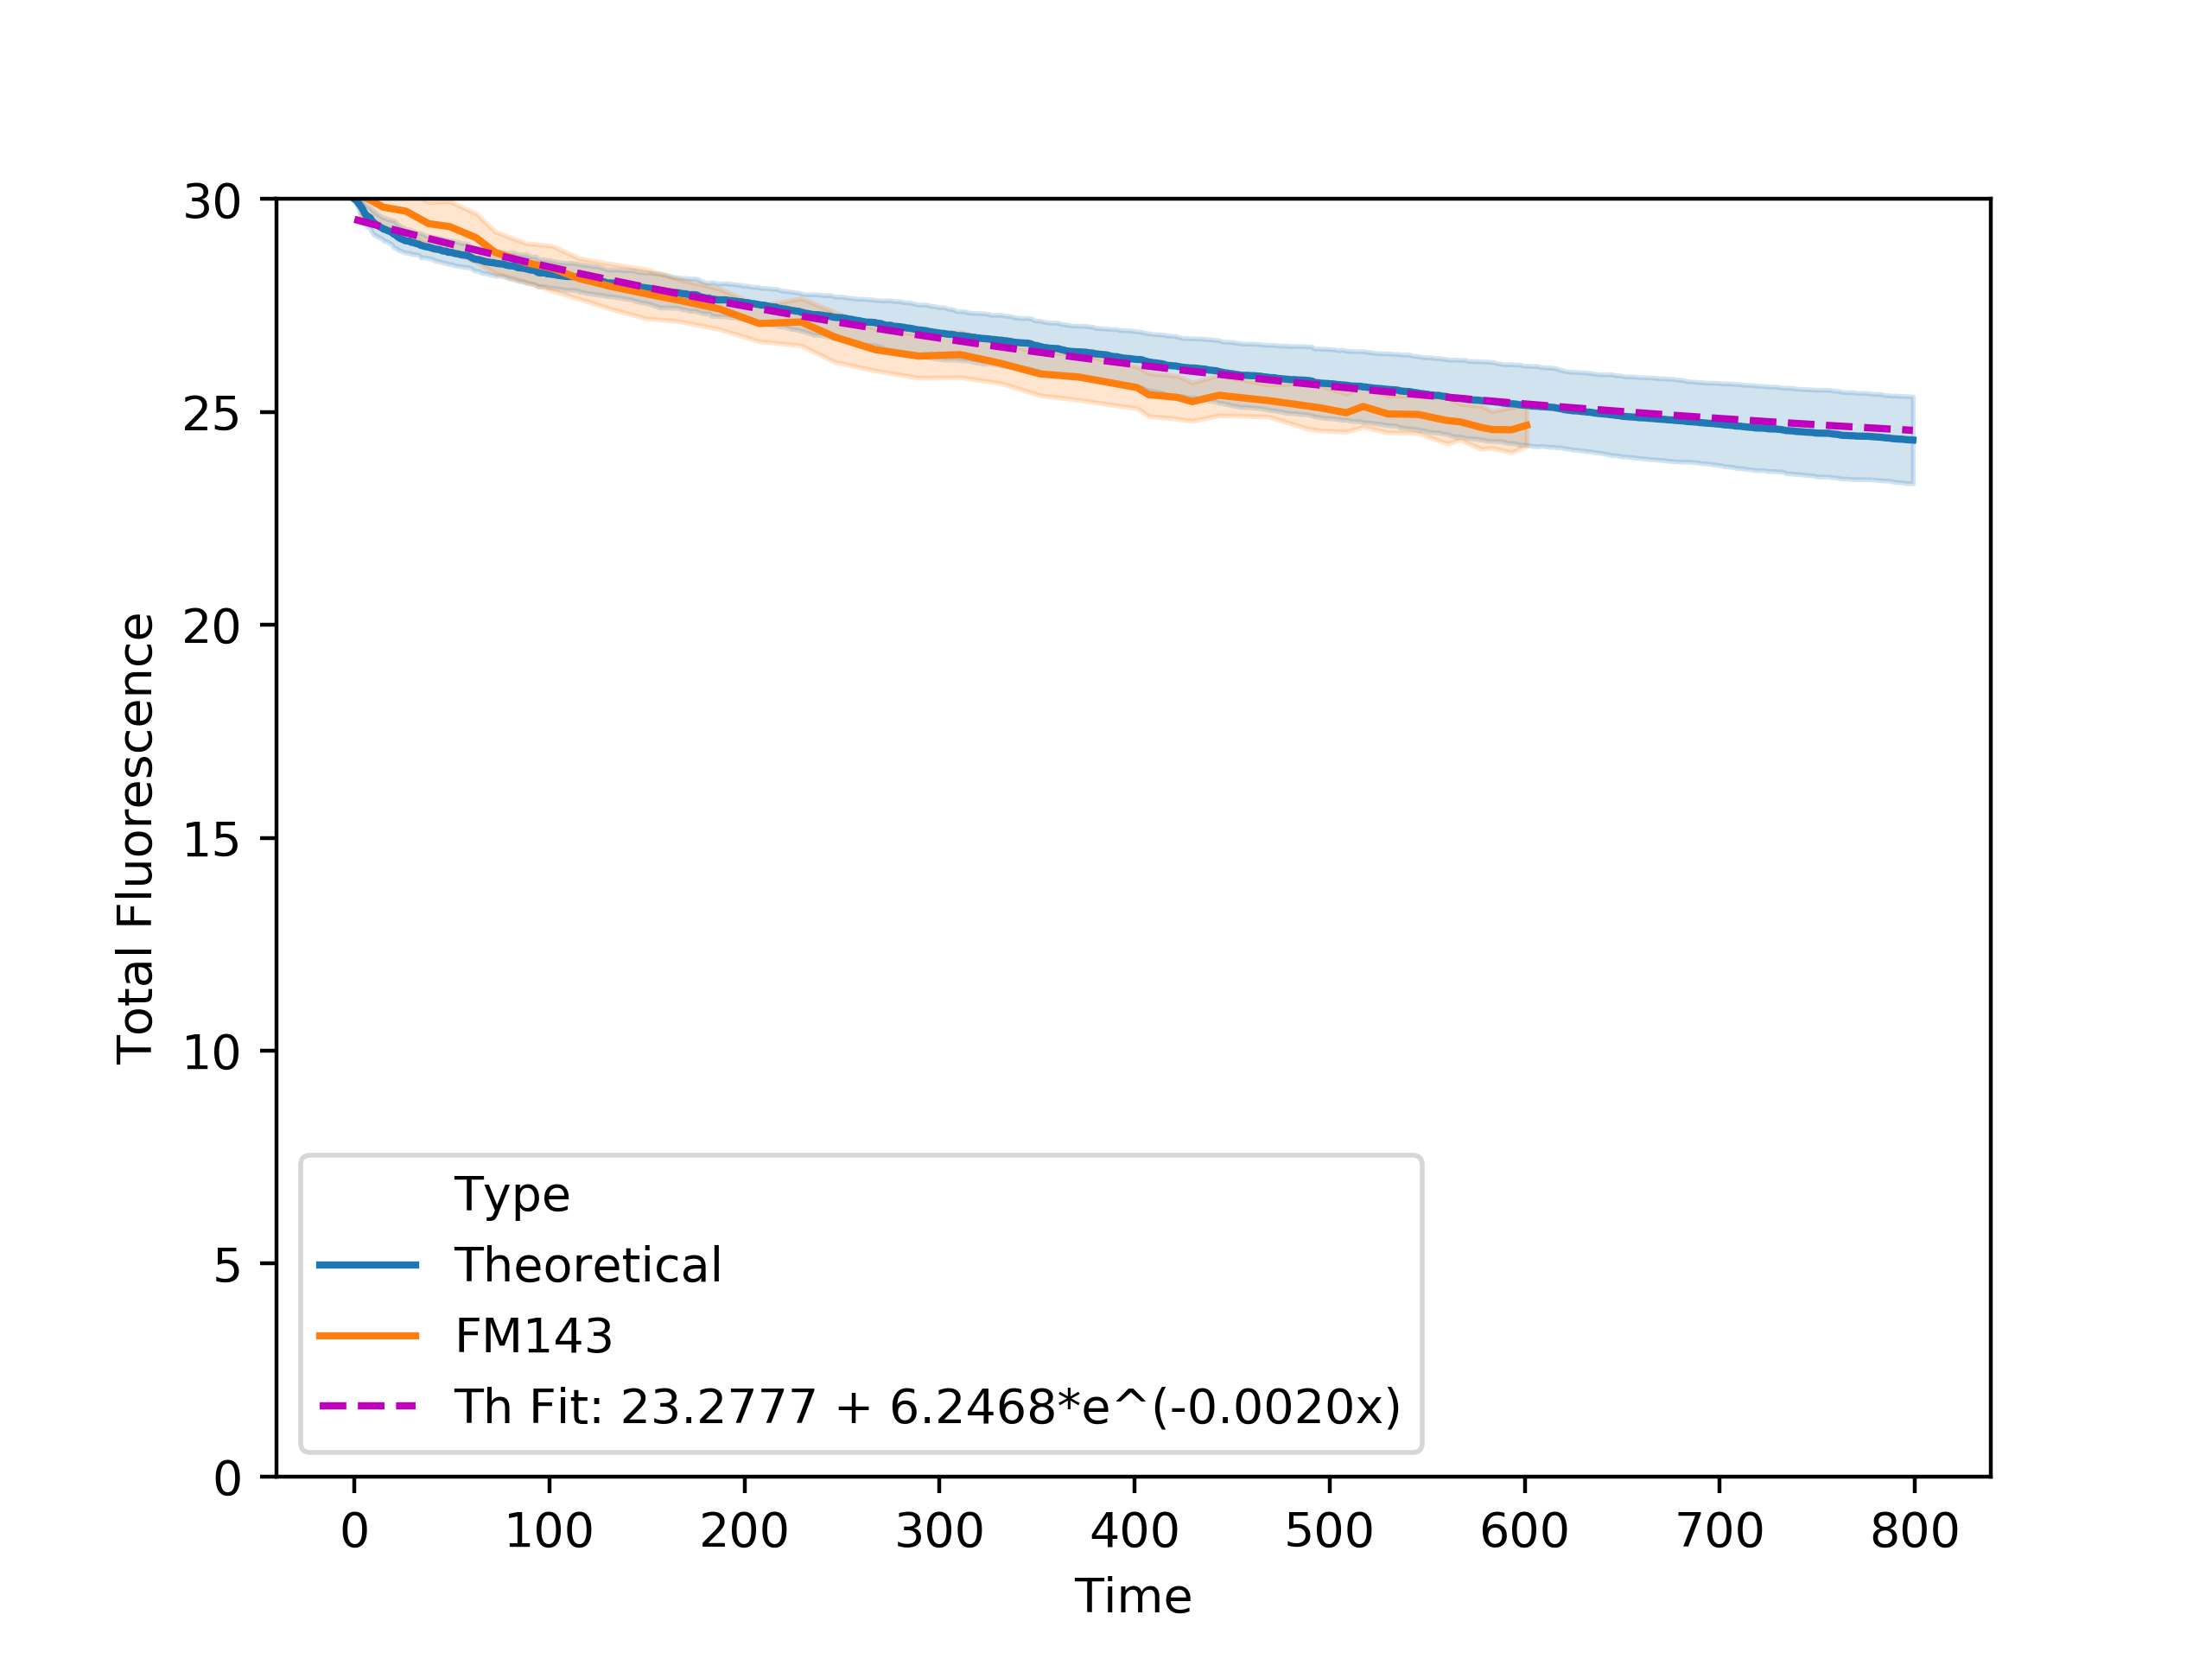 30
25
20
15
10
5
0
Total Fluorescence
Type
Theoretical
FM143
Th Fit: 23.2777 + 6.2468*e^(-0.0020x)
0 100 200 300 400 500 600 700 800
Time